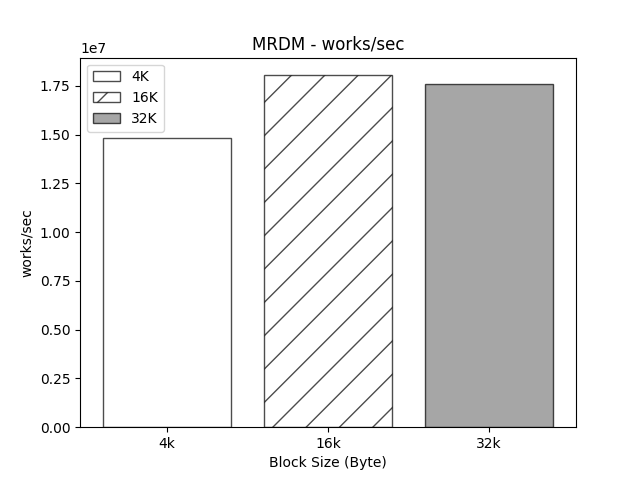 MRDM - works/sec
1e7
4K
16K
32K
1.75
1.50
1.25
1.00
0.75
0.50
0.25
0.00
works/sec
4k 16k 32k
Block Size (Byte)